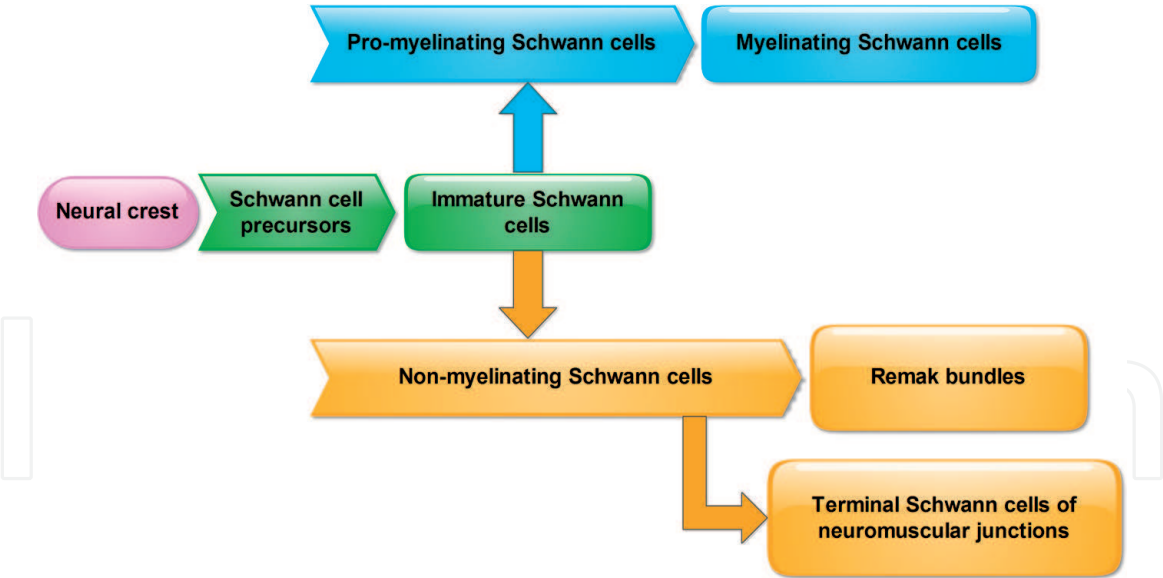 Pro-myelinating Schwann cells
Myelinating Schwann cells
Neural crest
Schwann cell
precursors
Immature Schwann
cells
Non-myelinating Schwann cells
Remak bundles
Terminal Schwann cells of
neuromuscular junctions